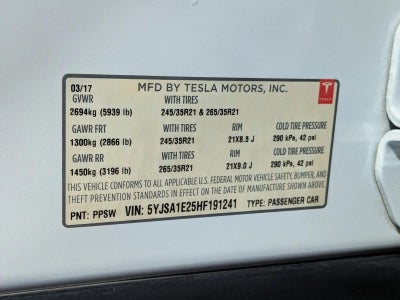 03/17 MFD BY TESLA MOTORS, INC. TESLA
GVWR WITH TIRES
2694kg (5939 lb) 245/35R21 & 265/35R21
GAWR FRT WITH TIRES RIM COLD TIRE PRESSURE
1300kg (2866 lb) 245/35R21 21X8.5 J 290 kPa, 42 psi
GAWR RR WITH TIRES RIM COLD TIRE PRESSURE
1450kg (3196 lb) 265/35R21 21X9.0 J 290 kPa, 42 psi
THIS VEHICLE CONFORMS TO ALL APPLICABLE U.S. FEDERAL MOTOR VEHICLE SAFETY, BUMPER, AND
THEFT PREVENTION STANDARDS IN EFFECT ON THE DATE OF MANUFACTURE SHOWN ABOVE.
PNT: PPSW VIN: 5YJSA1E25HF191241 TYPE: PASSENGER CAR